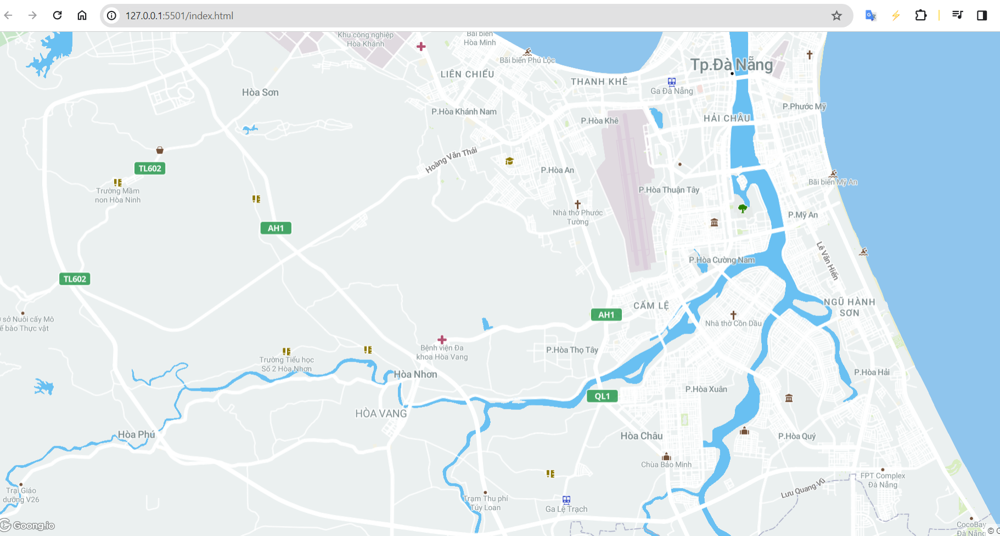 127.0.0.1:5501/index.html
Khu công nghiệp
Hòa Khánh
Bãi biển
Hòa Minh
Bãi biển Phú Lộc
Tp.Đà Nẵng
LIÊN CHIỂU
THANH KHÊ
Ga Đà Nẵng
Hòa Sơn
P.Phước Mỹ
P.Hòa Khánh Nam
P.Hòa Khê
HẢI CHÂU
Hoàng Văn Thái
TL602
P.Hòa An
Bãi biển Mỹ An
Trường Mầm
non Hòa Ninh
P.Hòa Thuận Tây
Nhà thờ Phước
Tường
P.Mỹ An
AH1
Lê Văn Hiến
P.Hòa Cường Nam
TL602
CẨM LỆ
NGŨ HÀNH
SƠN
AH1
sở Nuôi cấy Mô
ế bào Thực vật
Nhà thờ Cồn Dầu
Bệnh viện Đa
khoa Hòa Vang
P.Hòa Thọ Tây
Trường Tiểu học
Số 2 Hòa Nhơn
Hòa Nhơn
P.Hòa Hải
P.Hòa Xuân
QL1
HÒA VANG
Hòa Phú
Hòa Châu
P.Hòa Quý
Chùa Bảo Minh
FPT Complex
Đà Nẵng
Lưu Quang Vũ
Trại Giáo
dưỡng V26
Trạm Thu phí
Túy Loan
Ga Lệ Trạch
Goong.io
CocoBay
Đà Nẵng
© G